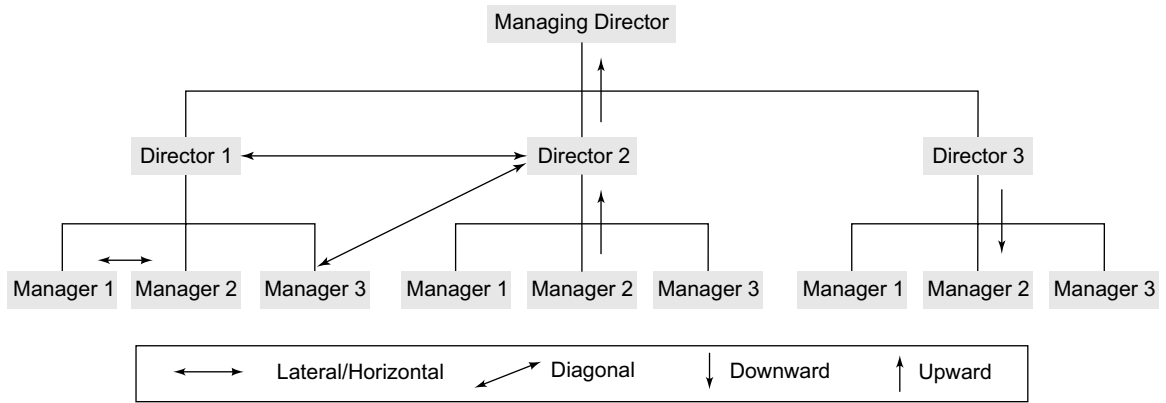 Managing Director
Director 1 Director 2 Director 3
Manager 1 Manager 2 Manager 3 Manager 1 Manager 2 Manager 3 Manager 1 Manager 2 Manager 3
Lateral/Horizontal Diagonal Downward Upward